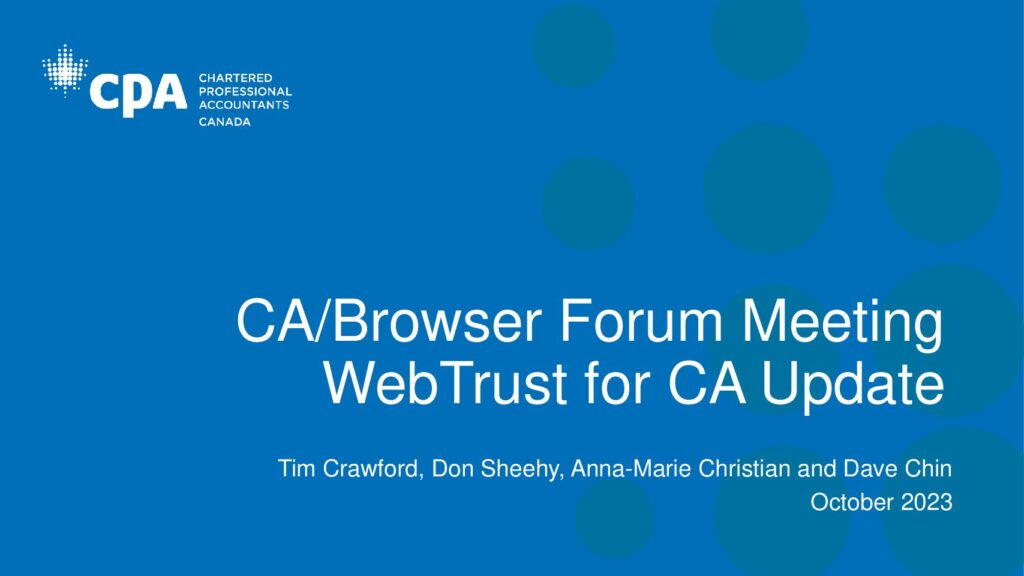 CPA
CHARTERED
PROFESSIONAL
ACCOUNTANTS
CANADA
CA/Browser Forum Meeting
WebTrust for CA Update
Tim Crawford, Don Sheehy, Anna-Marie Christian and Dave Chin
October 2023